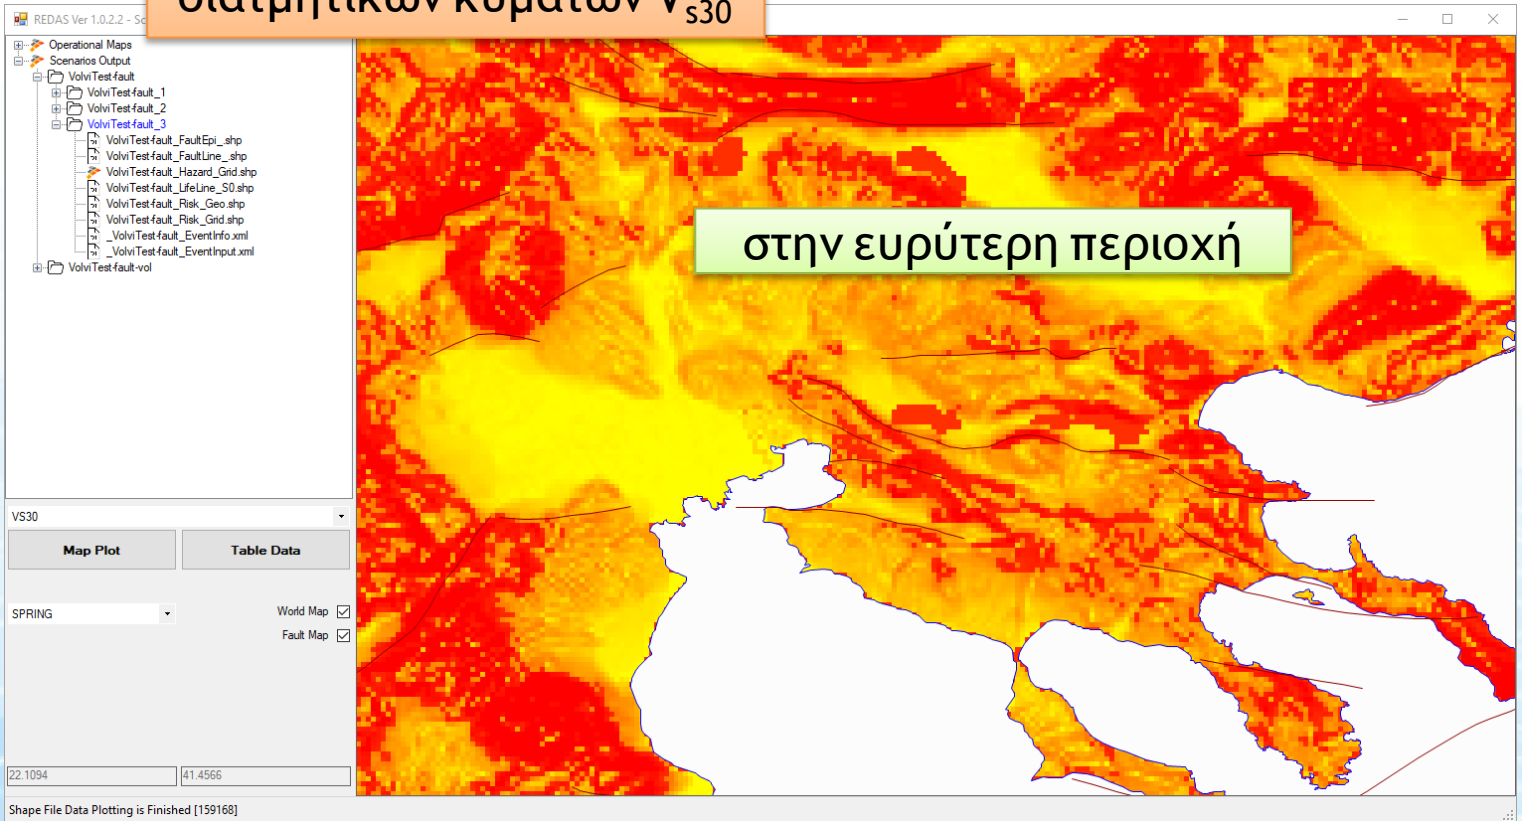 διατμητικών κυμάτων Vs30
REDAS Ver 1.0.2.2 - Sc
Operational Maps
Scenarios Output
VolviTest-fault
VolviTest-fault_1
VolviTest-fault_2
VolviTest-fault_3
VolviTest-fault_FaultEpi_.shp
VolviTest-fault_FaultLine_.shp
VolviTest-fault_Hazard_Grid.shp
VolviTest-fault_LifeLine_S0.shp
VolviTest-fault_Risk_Geo.shp
VolviTest-fault_Risk_Grid.shp
_VolviTest-fault_EventInfo.xml
_VolviTest-fault_EventInput.xml
VolviTest-fault-vol
στην ευρύτερη περιοχή
VS30
Map Plot
Table Data
SPRING
World Map
Fault Map
22.1094
41.4566
Shape File Data Plotting is Finished [159168]